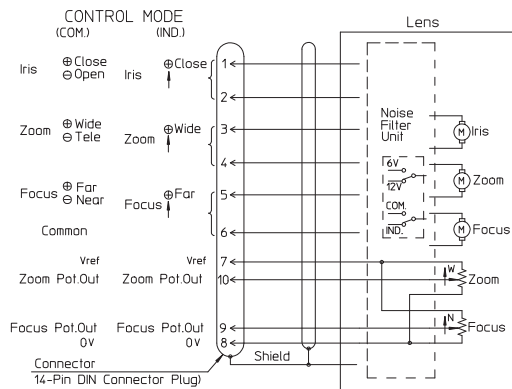 CONTROL MODE
(COM.) (IND.)
Lens
Iris ⊕Close ⊖Open Iris ⊕Close 1
2
Zoom ⊕Wide ⊖Tele Zoom ⊕Wide 3
4
Focus ⊕Far ⊖Near Focus ⊕Far 5
Common 6
Vref Vref 7
Zoom Pot.Out Zoom Pot.Out 10
Focus Pot.Out Focus Pot.Out 9
0V 0V 8
Connector
14-Pin DIN Connector Plug)
Shield
Noise
Filter
Unit
6V
12V
COM.
IND.
M Iris
M Zoom
M Focus
W Zoom
N Focus